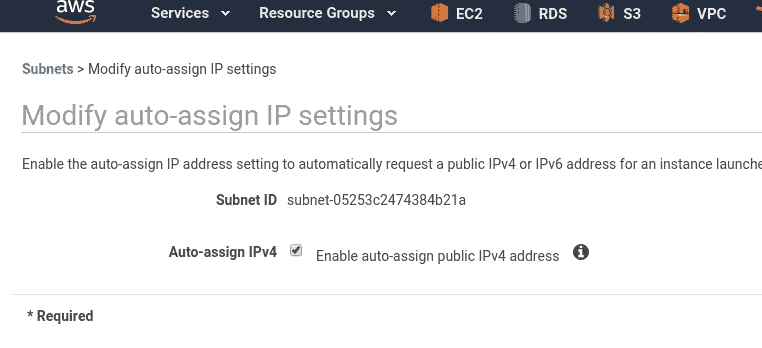 aws Services Resource Groups EC2 RDS S3 VPC
Subnets > Modify auto-assign IP settings
Modify auto-assign IP settings
Enable the auto-assign IP address setting to automatically request a public IPv4 or IPv6 address for an instance
Subnet ID subnet-05253c2474384b21a
Auto-assign IPv4 Enable auto-assign public IPv4 address
* Required